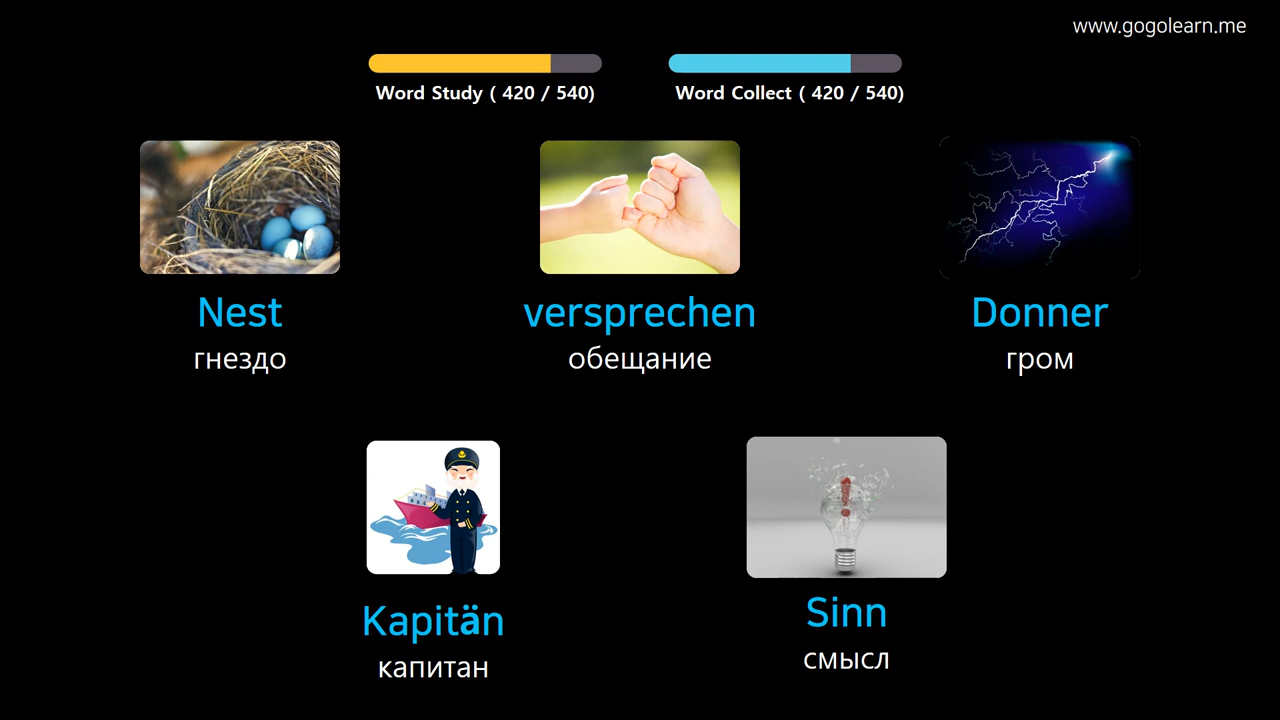 www.gogolearn.me
Word Study ( 420 / 540)
Word Collect ( 420 / 540)
Nest
гнездо
versprechen
обещание
Donner
гром
Kapitän
капитан
Sinn
смысл